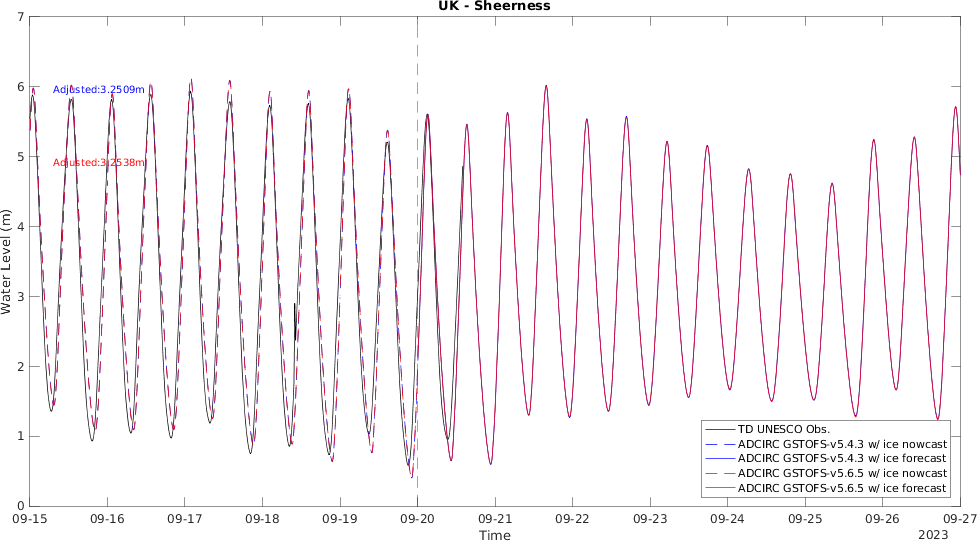 UK - Sheerness
7
6
5
4
3
2
1
0
Water Level (m)
Adjusted:3.2509m
Adjusted:3.2538m
TD UNESCO Obs.
ADCIRC GSTOFS-v5.4.3 w/ ice nowcast
ADCIRC GSTOFS-v5.4.3 w/ ice forecast
ADCIRC GSTOFS-v5.6.5 w/ ice nowcast
ADCIRC GSTOFS-v5.6.5 w/ ice forecast
09-15 09-16 09-17 09-18 09-19 09-20 09-21 09-22 09-23 09-24 09-25 09-26 09-27
Time
2023